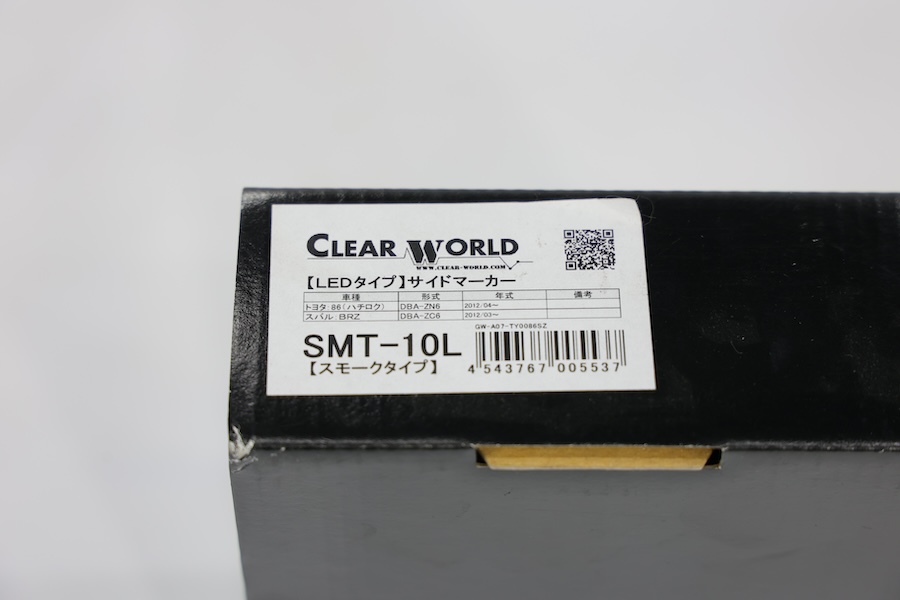 CLEAR WORLD
WWW.CLEAR-WORLD.COM
【LEDタイプ】サイドマーカー
車種 形式 年式 備考
トヨタ:86(ハチロク) DBA-ZN6 2012/04～
スバル:BRZ DBA-ZC6 2012/03～
GW-A07-TY0086SZ
SMT-10L
【スモークタイプ】
4 543767 005537